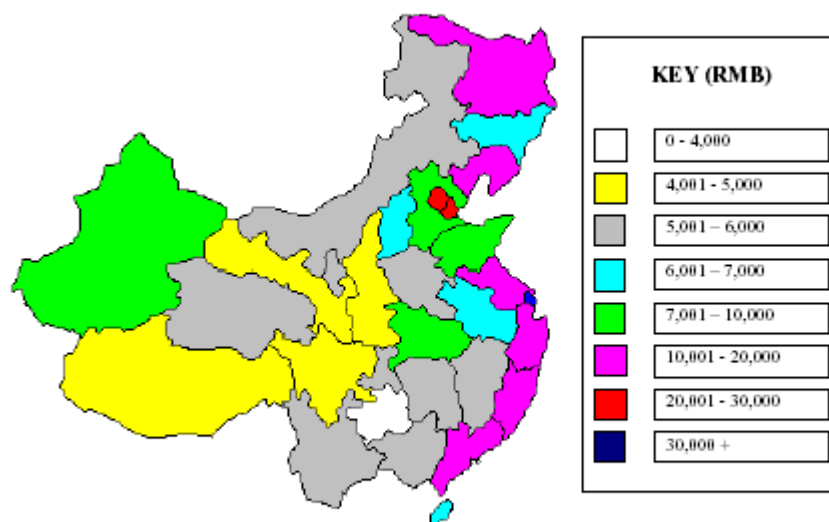 KEY (RMB)
0 - 4,000
4,001 - 5,000
5,001 – 6,000
6,001 – 7,000
7,001 – 10,000
10,001 - 20,000
20,001 - 30,000
30,000 +